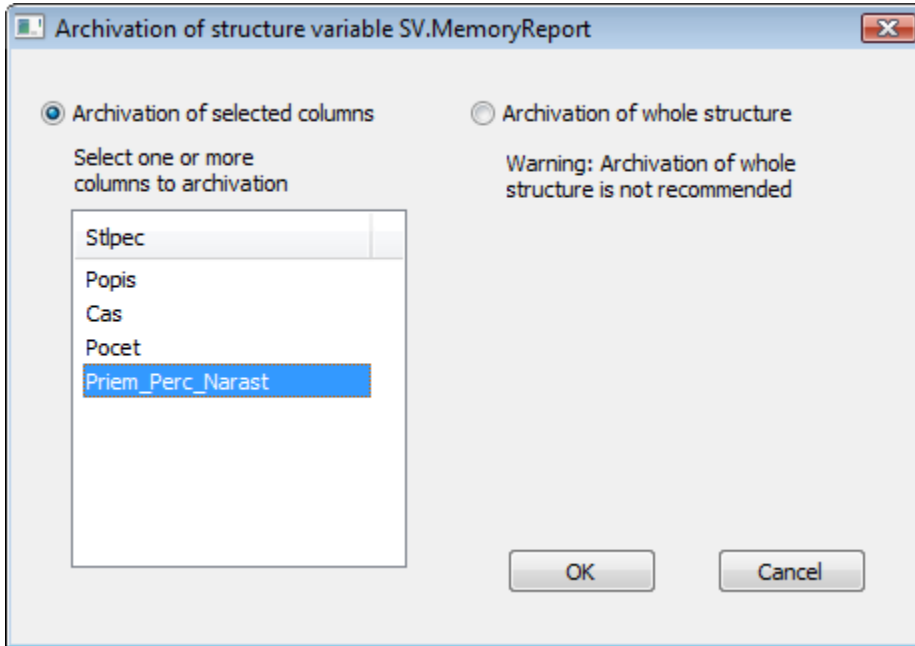 Archivation of structure variable SV.MemoryReport
Archivation of selected columns
Select one or more
columns to archivation
Stlpec
Popis
Cas
Pocet
Priem_Perc_Narast
Archivation of whole structure
Warning: Archivation of whole
structure is not recommended
OK
Cancel